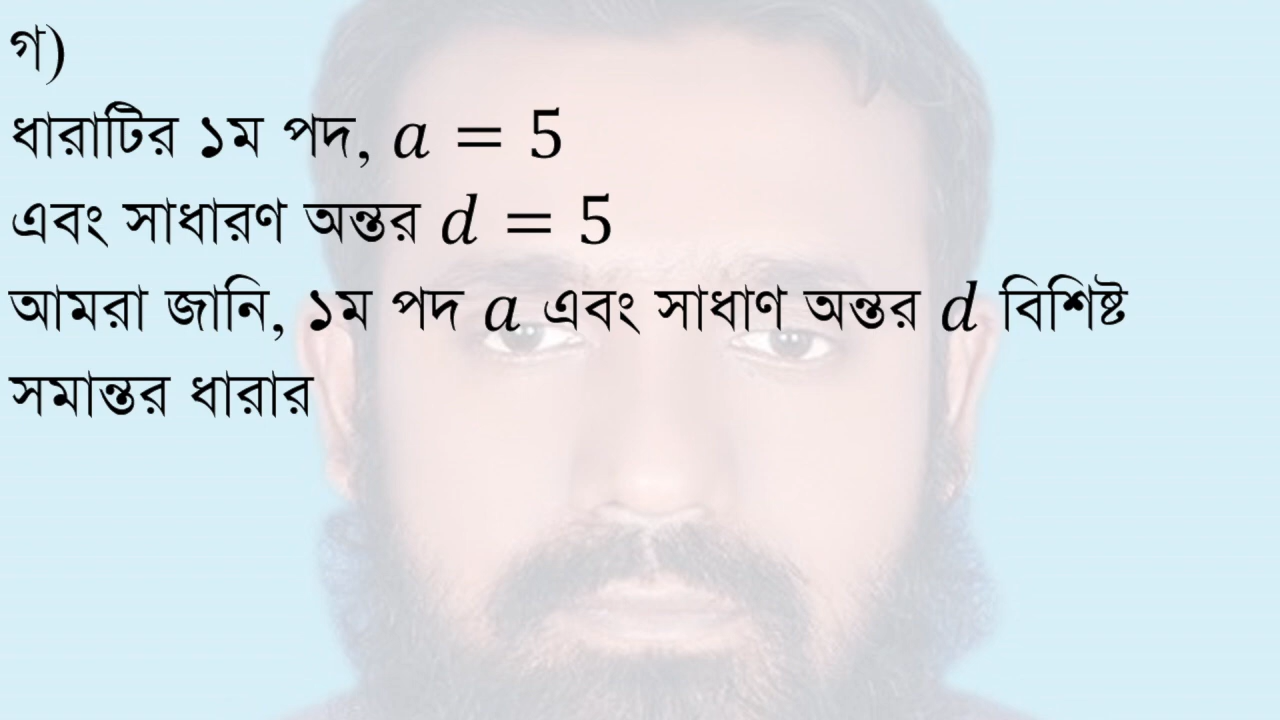 গ)
ধারাটির ১ম পদ, a = 5
এবং সাধারণ অন্তর d = 5
আমরা জানি, ১ম পদ a এবং সাধাণ অন্তর d বিশিষ্ট
সমান্তর ধারার